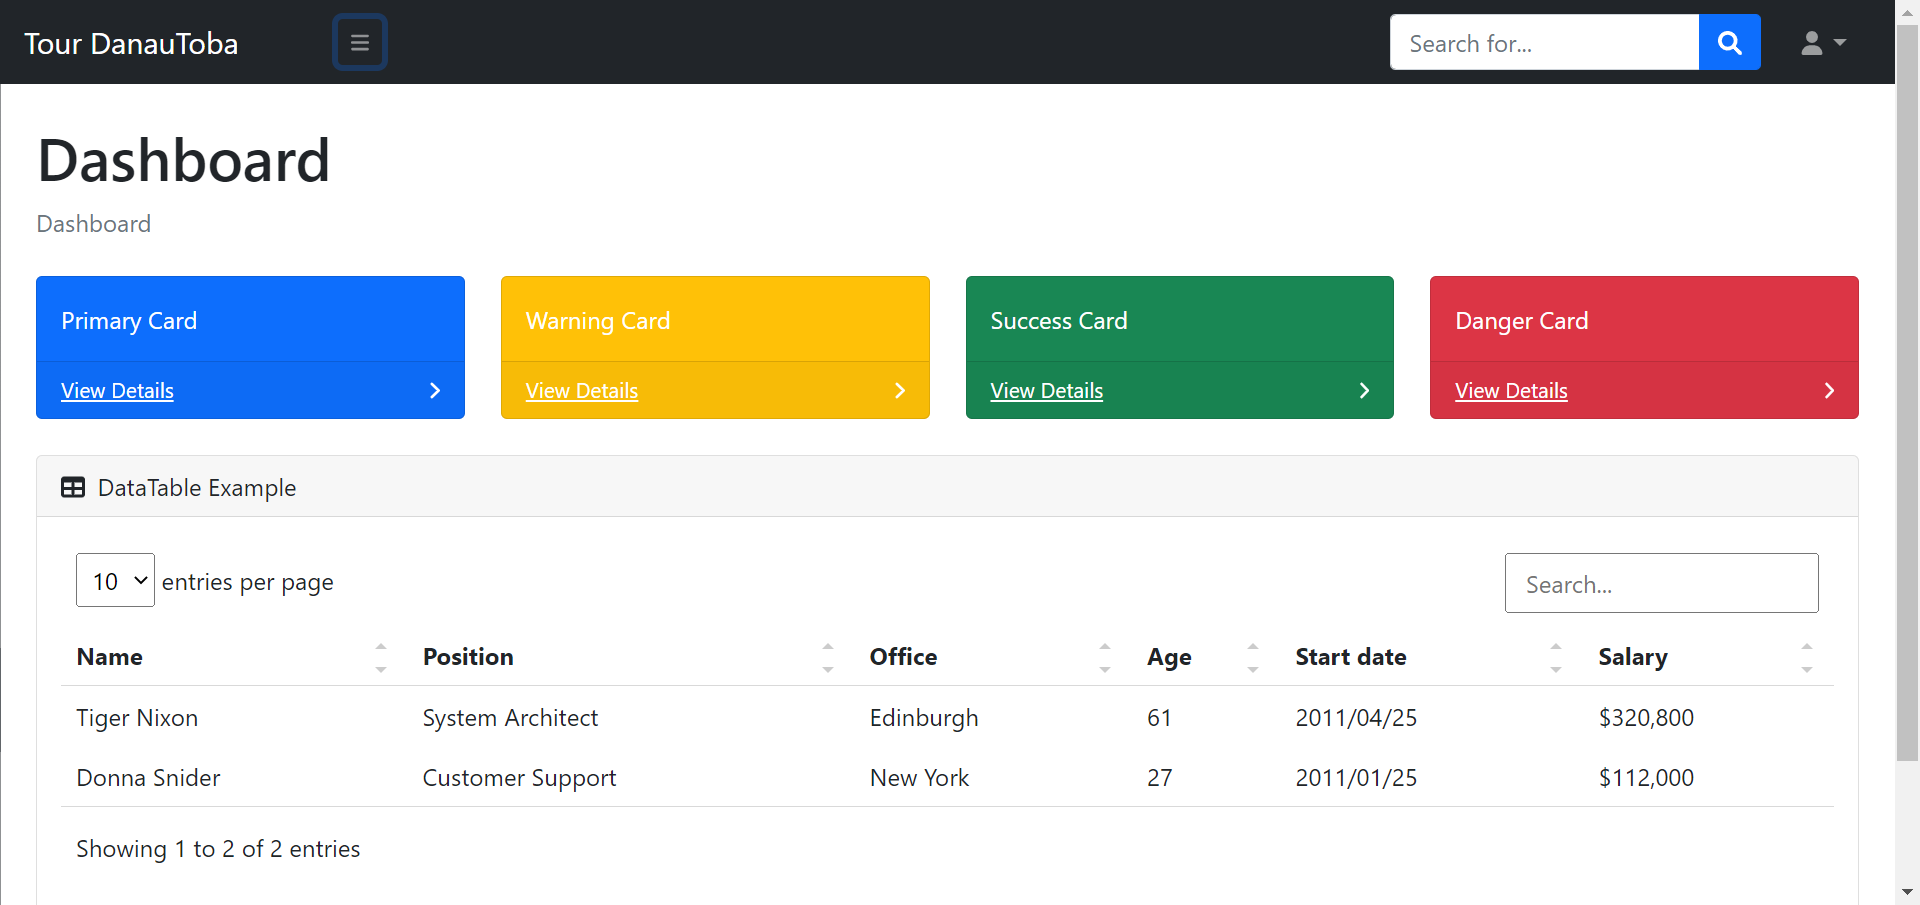 Tour DanauToba
Search for...
Dashboard
Dashboard
Primary Card
View Details
Warning Card
View Details
Success Card
View Details
Danger Card
View Details
DataTable Example
10 entries per page
Search...
Name Position Office Age Start date Salary
Tiger Nixon System Architect Edinburgh 61 2011/04/25 $320,800
Donna Snider Customer Support New York 27 2011/01/25 $112,000
Showing 1 to 2 of 2 entries